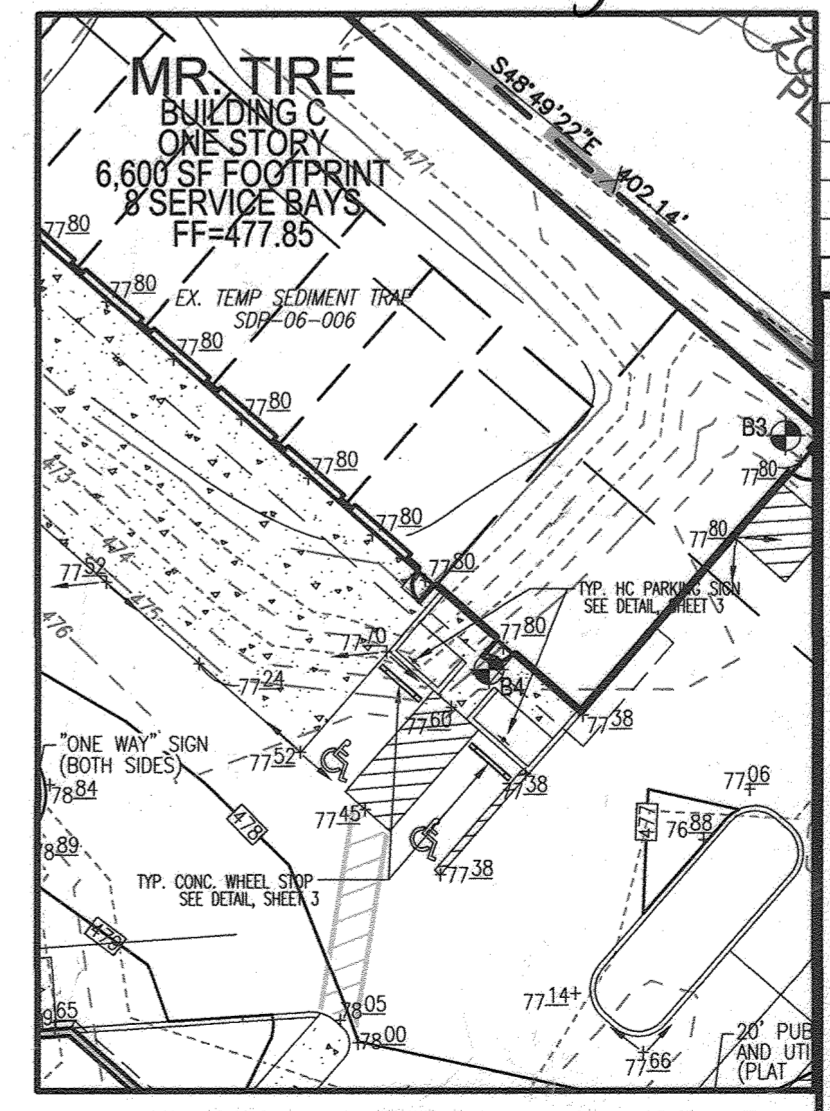 MR. TIRE
BUILDING C
ONE STORY
6,600 SF FOOTPRINT
8 SERVICE BAYS
FF=477.85
S48°49'22"E
402.14'
471
EX. TEMP SEDIMENT TRAP
SDP-06-006
7780
7780
7780
7780
7780
7780
7780
B3
7780
7780
473
474
475
476
7752
TYP. HC PARKING SIGN
SEE DETAIL, SHEET 3
7770
7780
B4
7724
7760
7738
"ONE WAY" SIGN
(BOTH SIDES)
7752
7738
7706
7884
478
7745
477
7688
7889
7738
TYP. CONC. WHEEL STOP
SEE DETAIL, SHEET 3
479
7714
965
7805
7800
7766
20' PUB
AND UTI
(PLAT